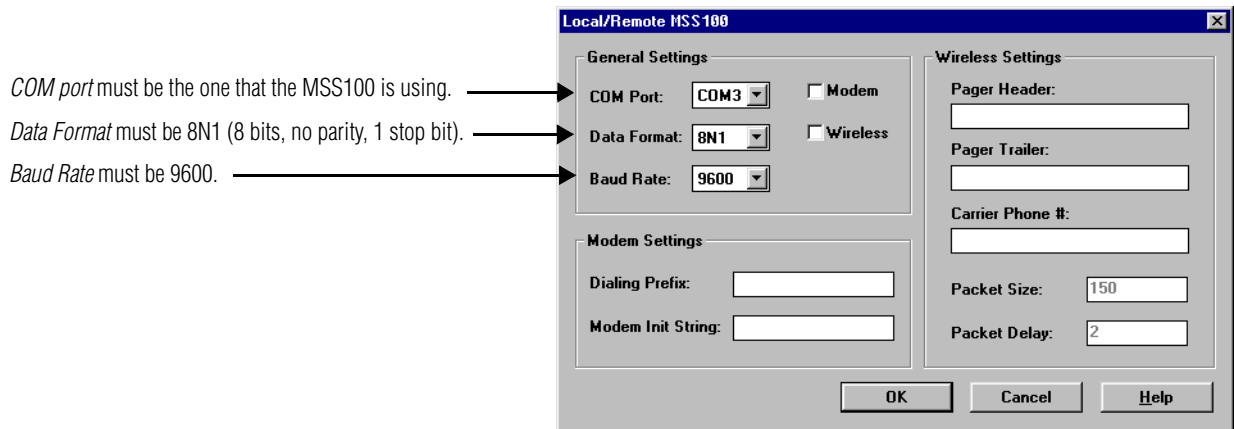 Local/Remote MSS100
COM port must be the one that the MSS100 is using.
Data Format must be 8N1 (8 bits, no parity, 1 stop bit).
Baud Rate must be 9600.
General Settings
COM Port: COM3
Modem
Data Format: 8N1
Wireless
Baud Rate: 9600
Modem Settings
Dialing Prefix:
Modem Init String:
Wireless Settings
Pager Header:
Pager Trailer:
Carrier Phone #:
Packet Size: 150
Packet Delay: 2
OK
Cancel
Help